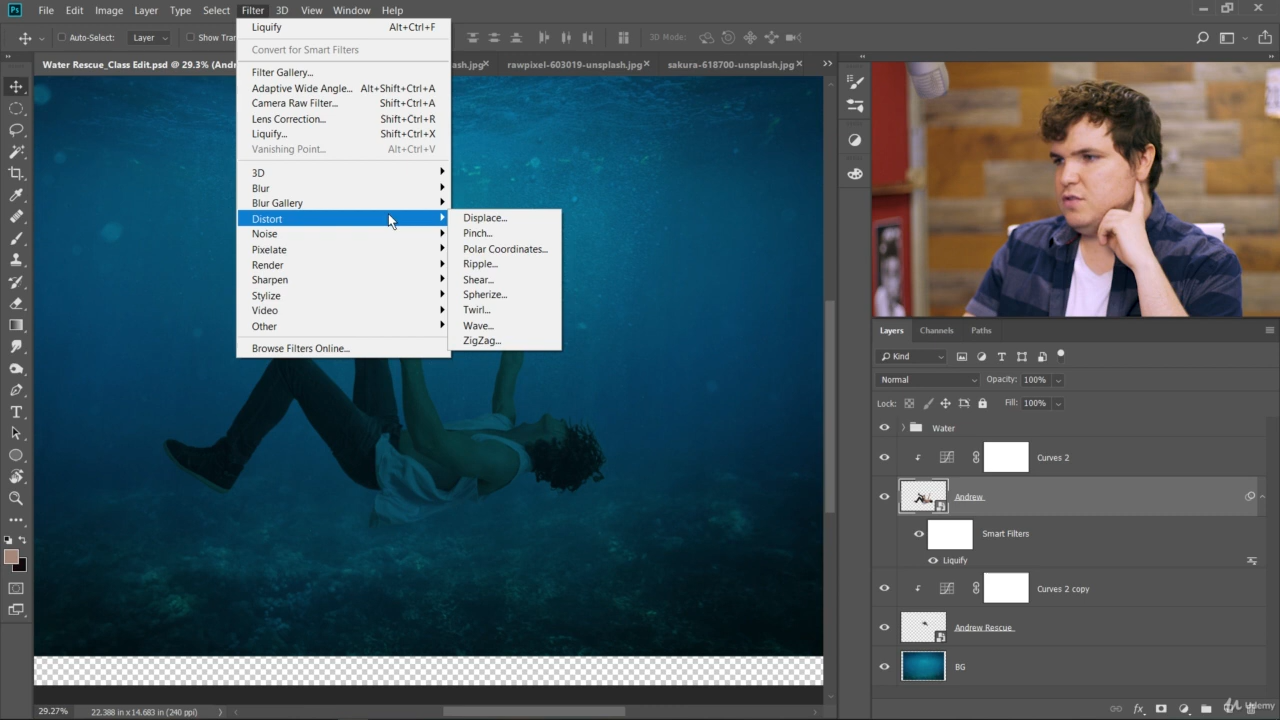 Ps File Edit Image Layer Type Select Filter 3D View Window Help
Auto-Select: Layer Show Tran 3D Mode:
Water Rescue_Class Edit.psd @ 29.3% (Andr ash.jpg × rawpixel-603019-unsplash.jpg × sakura-618700-unsplash.jpg ×
Liquify Alt+Ctrl+F
Convert for Smart Filters
Filter Gallery...
Adaptive Wide Angle... Alt+Shift+Ctrl+A
Camera Raw Filter... Shift+Ctrl+A
Lens Correction... Shift+Ctrl+R
Liquify... Shift+Ctrl+X
Vanishing Point... Alt+Ctrl+V
3D
Blur
Blur Gallery
Distort
Noise
Pixelate
Render
Sharpen
Stylize
Video
Other
Browse Filters Online...
Displace...
Pinch...
Polar Coordinates...
Ripple...
Shear...
Spherize...
Twirl...
Wave...
ZigZag...
Layers Channels Paths
Kind
Normal Opacity: 100%
Lock: Fill: 100%
Water
Curves 2
Andrew
Smart Filters
Liquify
Curves 2 copy
Andrew Rescue
BG
29.27% 22.388 in x 14.683 in (240 ppi)
Udemy